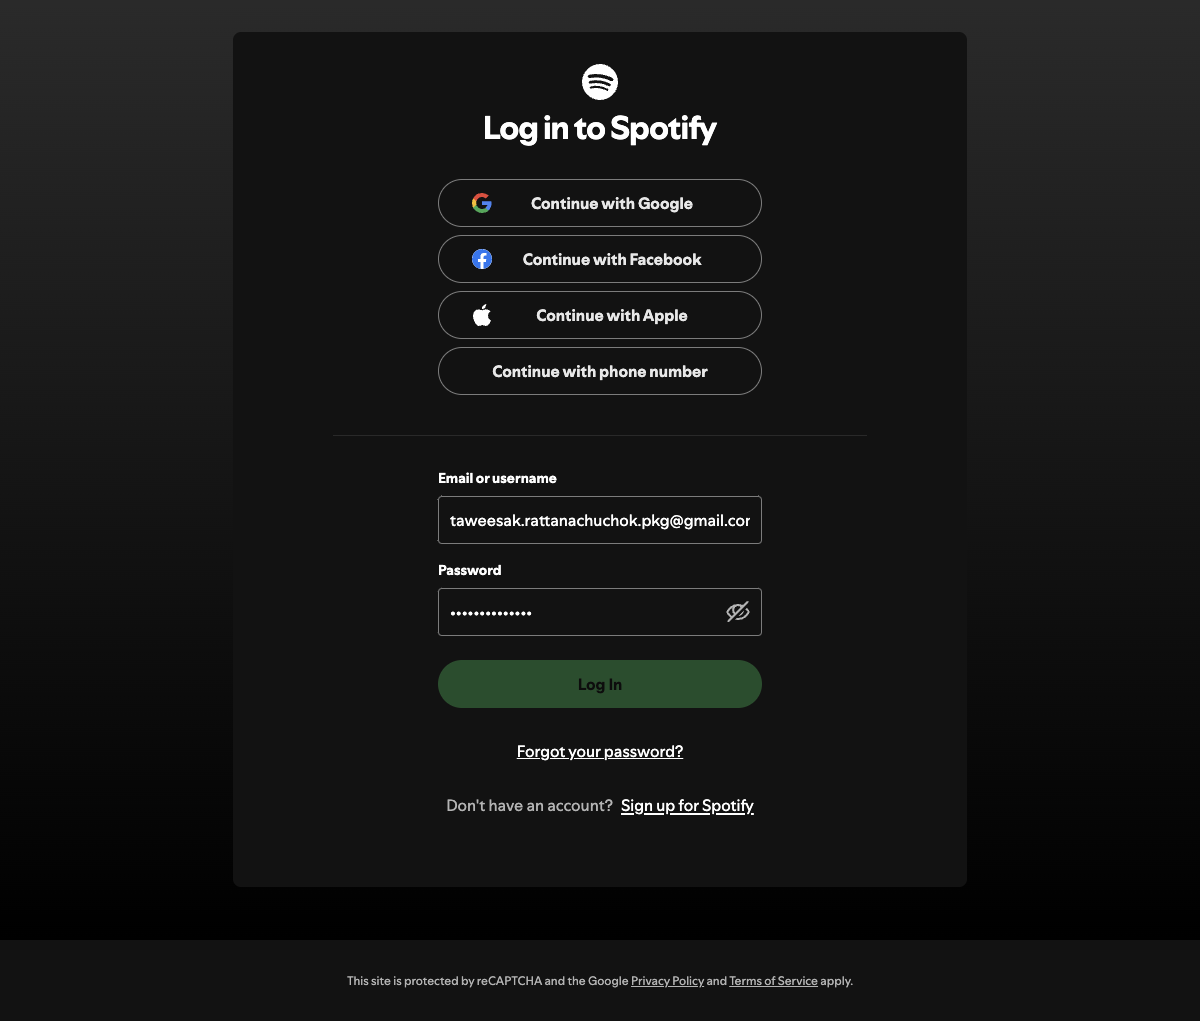 Log in to Spotify
Continue with Google
Continue with Facebook
Continue with Apple
Continue with phone number
Email or username
taweesak.rattanachuchok.pkg@gmail.cor
Password
••••••••••••••
Log In
Forgot your password?
Don't have an account? Sign up for Spotify
This site is protected by reCAPTCHA and the Google Privacy Policy and Terms of Service apply.